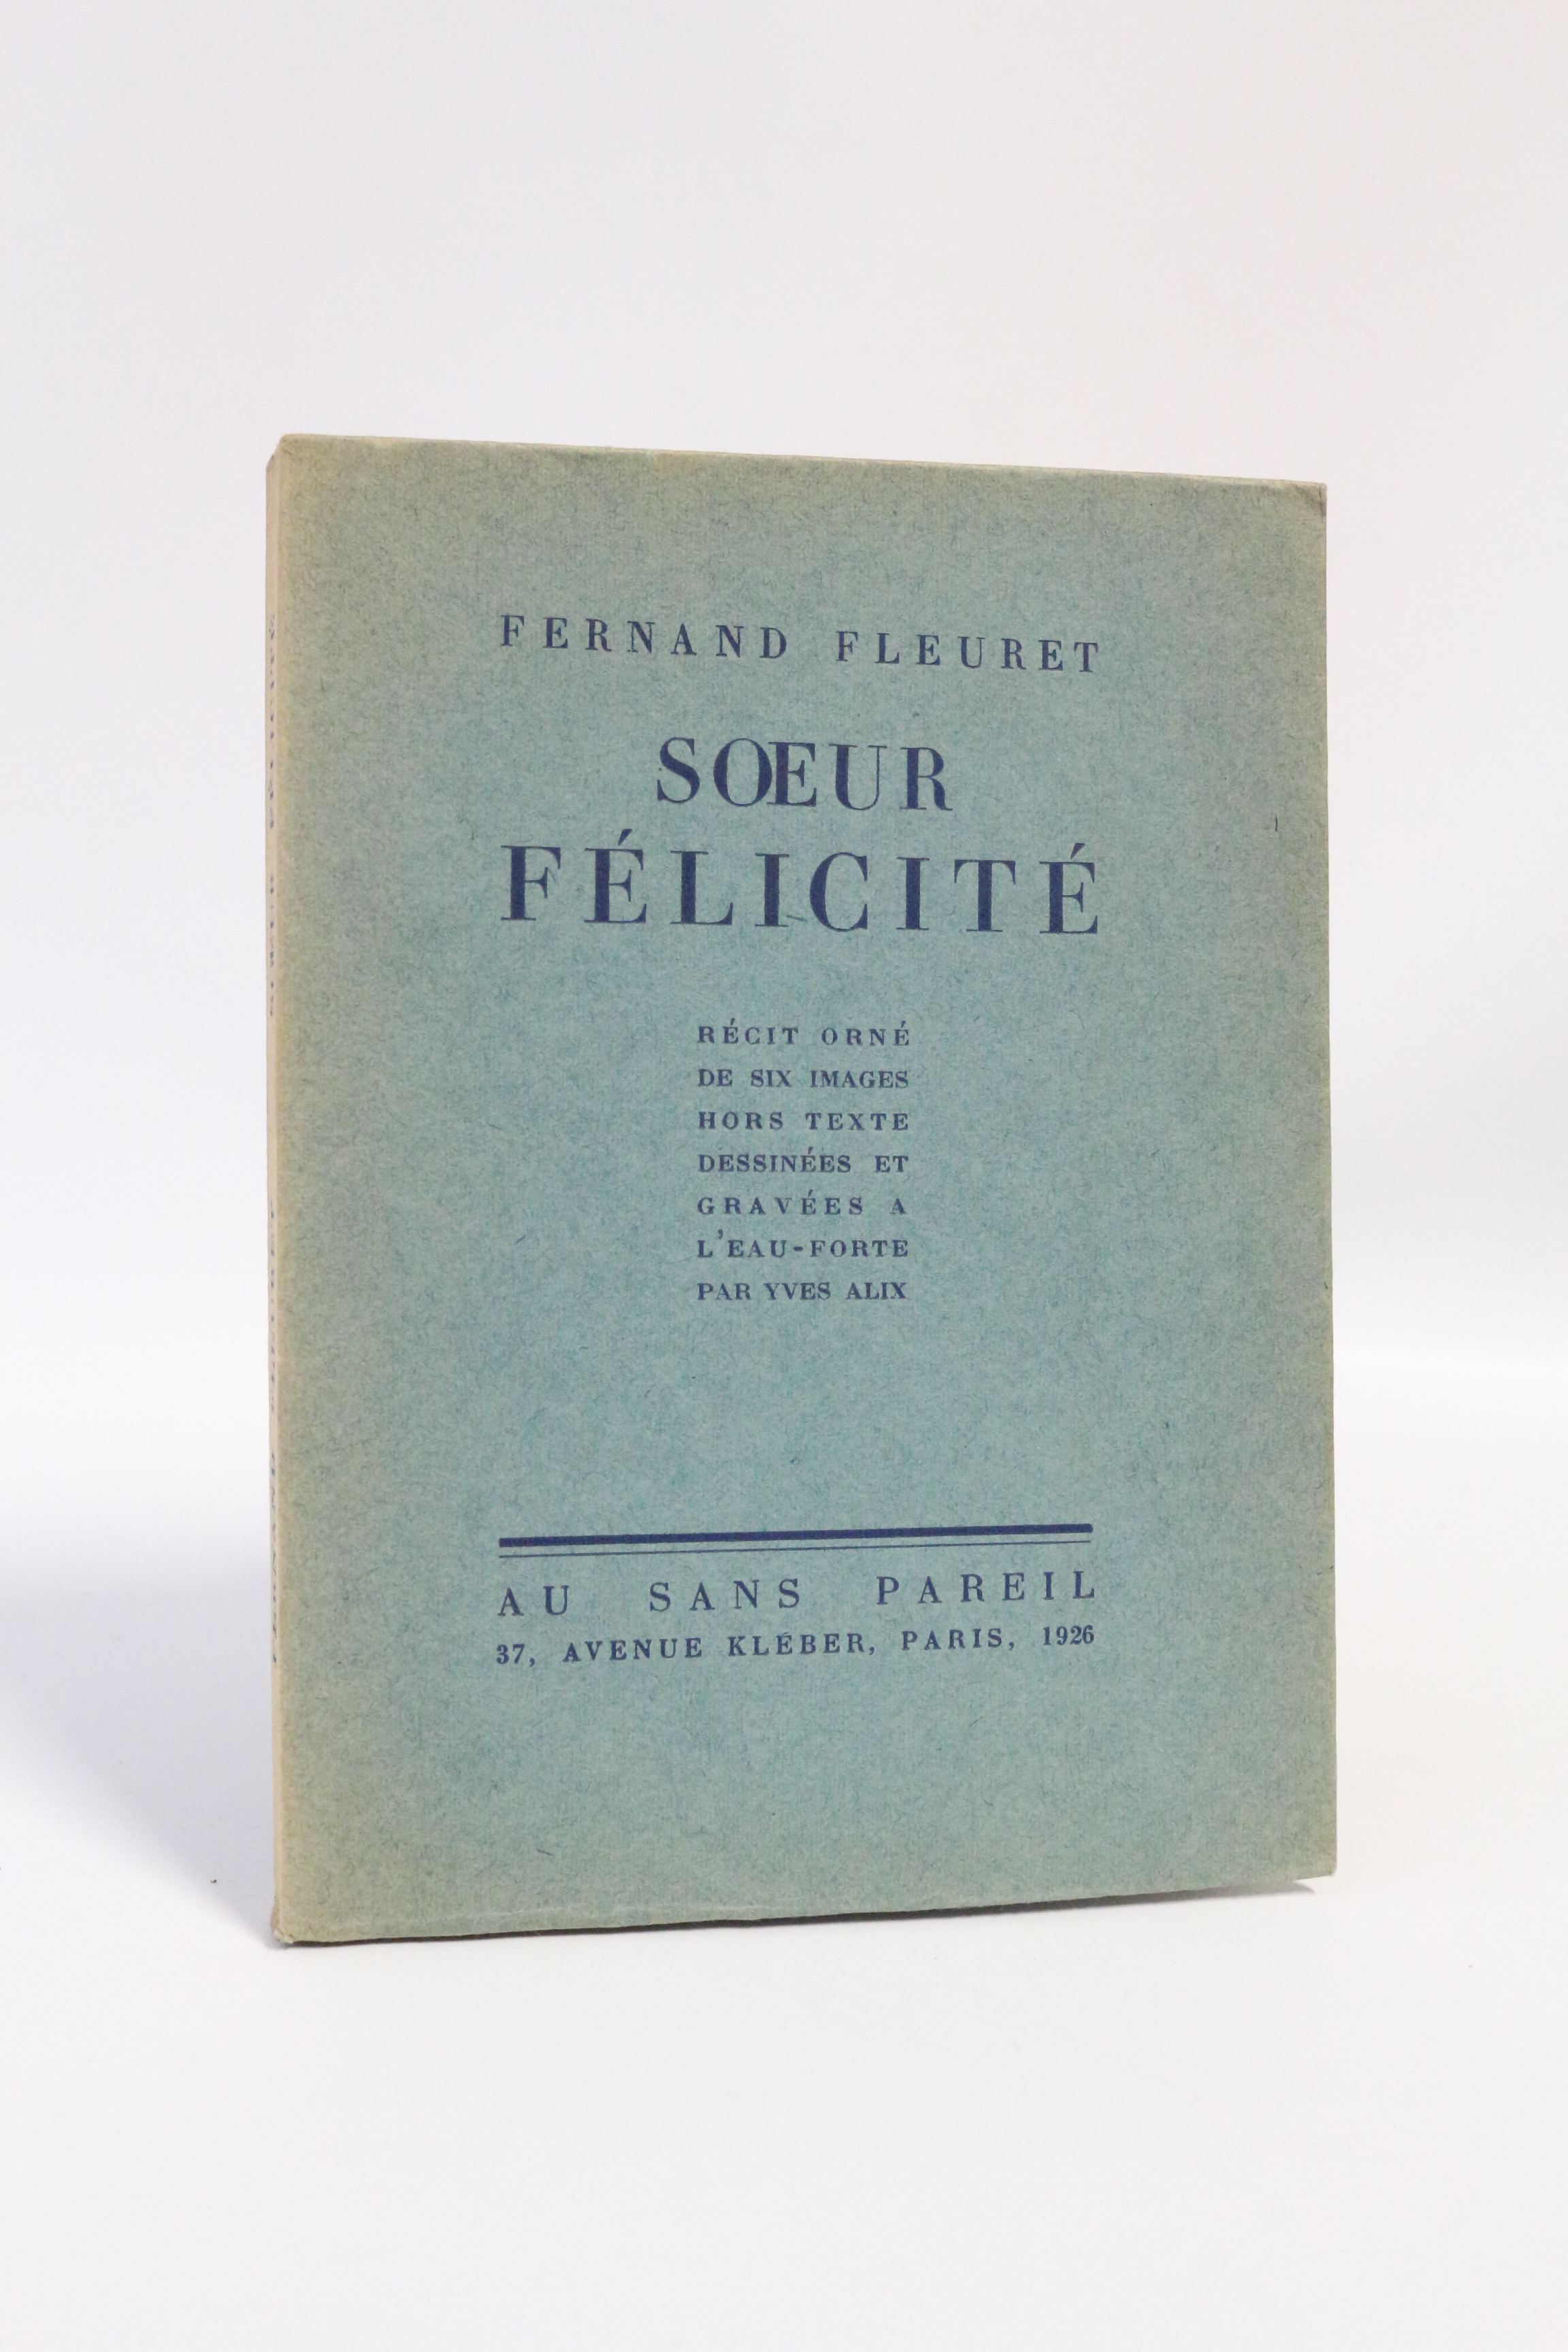 FERNAND FLEURET
SŒUR
FÉLICITÉ
RÉCIT ORNÉ
DE SIX IMAGES
HORS TEXTE
DESSINÉES ET
GRAVÉES A
L'EAU-FORTE
PAR YVES ALIX
AU SANS PAREIL
37, AVENUE KLÉBER, PARIS, 1926